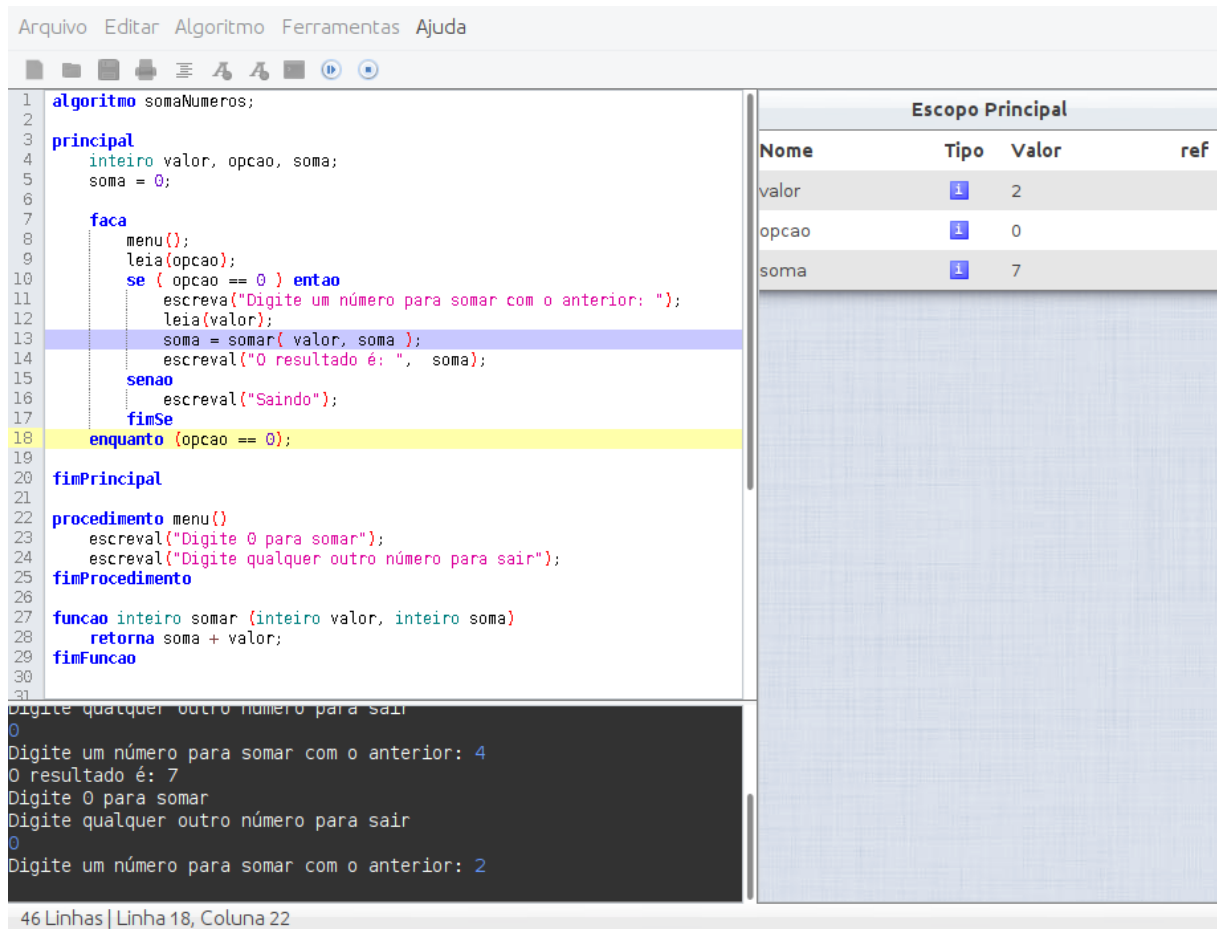 Arquivo Editar Algoritmo Ferramentas Ajuda
1 algoritmo somaNumeros;
2
3 principal
4 inteiro valor, opcao, soma;
5 soma = 0;
6
7 faca
8 menu();
9 leia(opcao);
10 se ( opcao == 0 ) entao
11 escreva("Digite um número para somar com o anterior: ");
12 leia(valor);
13 soma = somar( valor, soma );
14 escreval("O resultado é: ",  soma);
15 senao
16 escreval("Saindo");
17 fimSe
18 enquanto (opcao == 0);
19
20 fimPrincipal
21
22 procedimento menu()
23 escreval("Digite 0 para somar");
24 escreval("Digite qualquer outro número para sair");
25 fimProcedimento
26
27 funcao inteiro somar (inteiro valor, inteiro soma)
28 retorna soma + valor;
29 fimFuncao
30
31
Escopo Principal
Nome Tipo Valor ref
valor i 2
opcao i 0
soma i 7
Digite qualquer outro número para sair
0
Digite um número para somar com o anterior: 4
O resultado é: 7
Digite 0 para somar
Digite qualquer outro número para sair
0
Digite um número para somar com o anterior: 2
46 Linhas | Linha 18, Coluna 22